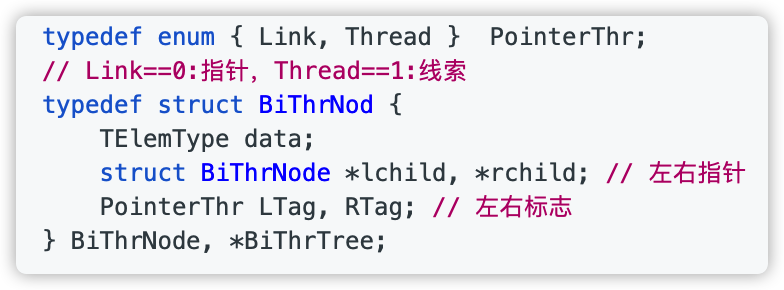 typedef enum { Link, Thread }  PointerThr;
// Link==0:指针，Thread==1:线索
typedef struct BiThrNod {
    TElemType data;
    struct BiThrNode *lchild, *rchild; // 左右指针
    PointerThr LTag, RTag; // 左右标志
} BiThrNode, *BiThrTree;